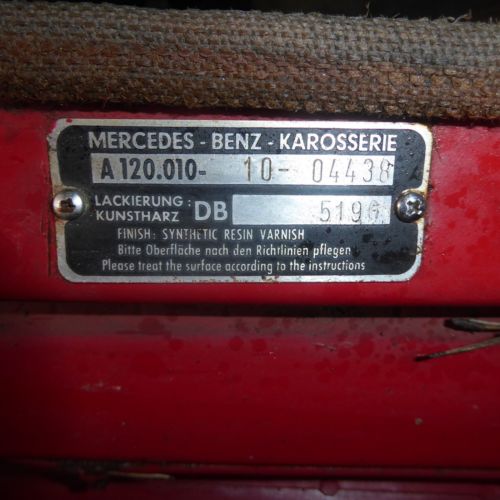 MERCEDES - BENZ - KAROSSERIE
A 120.010- 10- 04438
LACKIERUNG:
KUNSTHARZ DB
FINISH: SYNTHETIC RESIN VARNISH
Bitte Oberfläche nach den Richtlinien pflegen
Please treat the surface according to the instructions